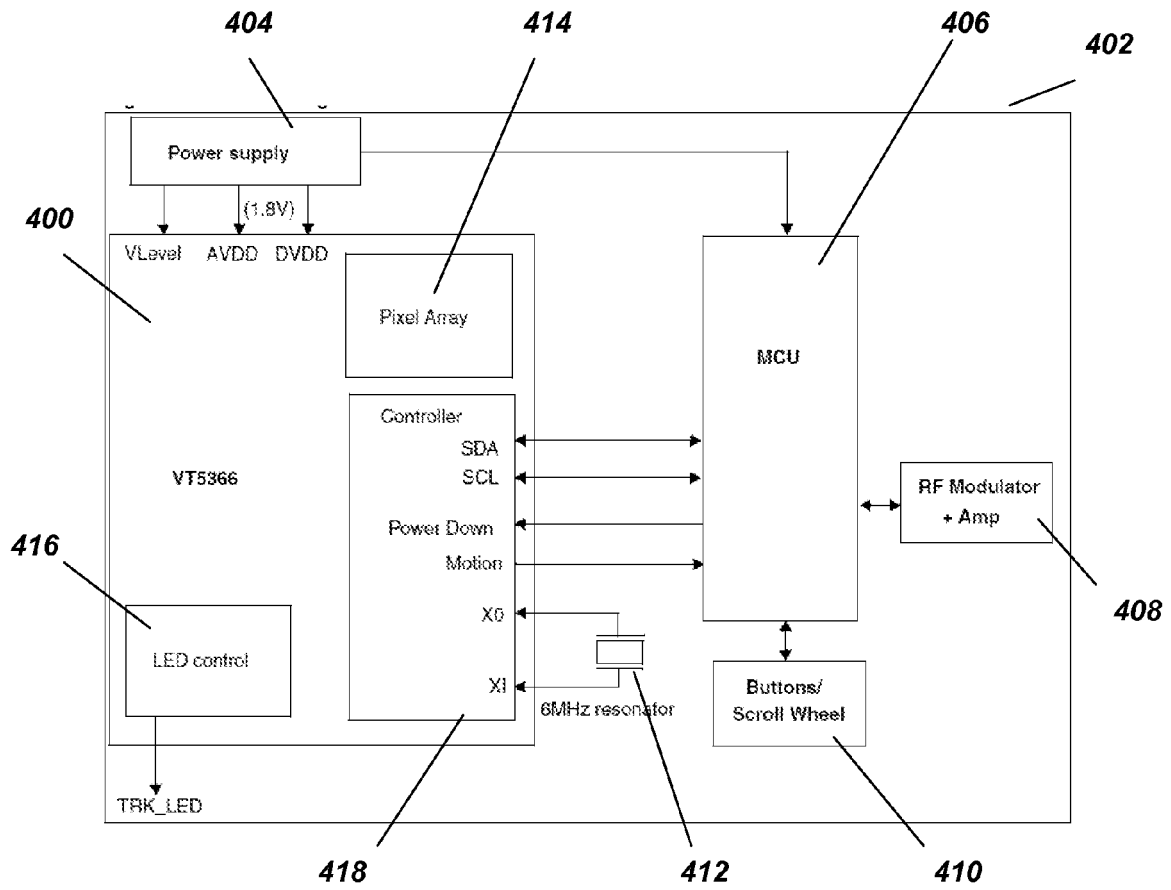 404
414
406
402
Power supply
400
(1.8V)
VLevel AVDD DVDD
Pixel Array
MCU
Controller
SDA
VT5366
SCL
RF Modulator
+ Amp
Power Down
416
Motion
408
X0
LED control
XI
Buttons/
Scroll Wheel
6MHz resonator
TRK_LED
418
412
410